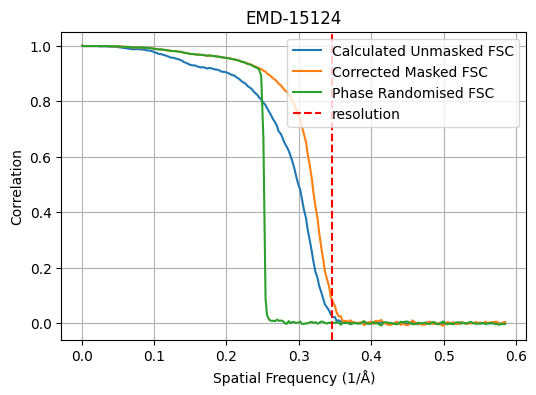 EMD-15124
Calculated Unmasked FSC
Corrected Masked FSC
Phase Randomised FSC
resolution
Correlation
1.0
0.8
0.6
0.4
0.2
0.0
0.0 0.1 0.2 0.3 0.4 0.5 0.6
Spatial Frequency (1/Å)